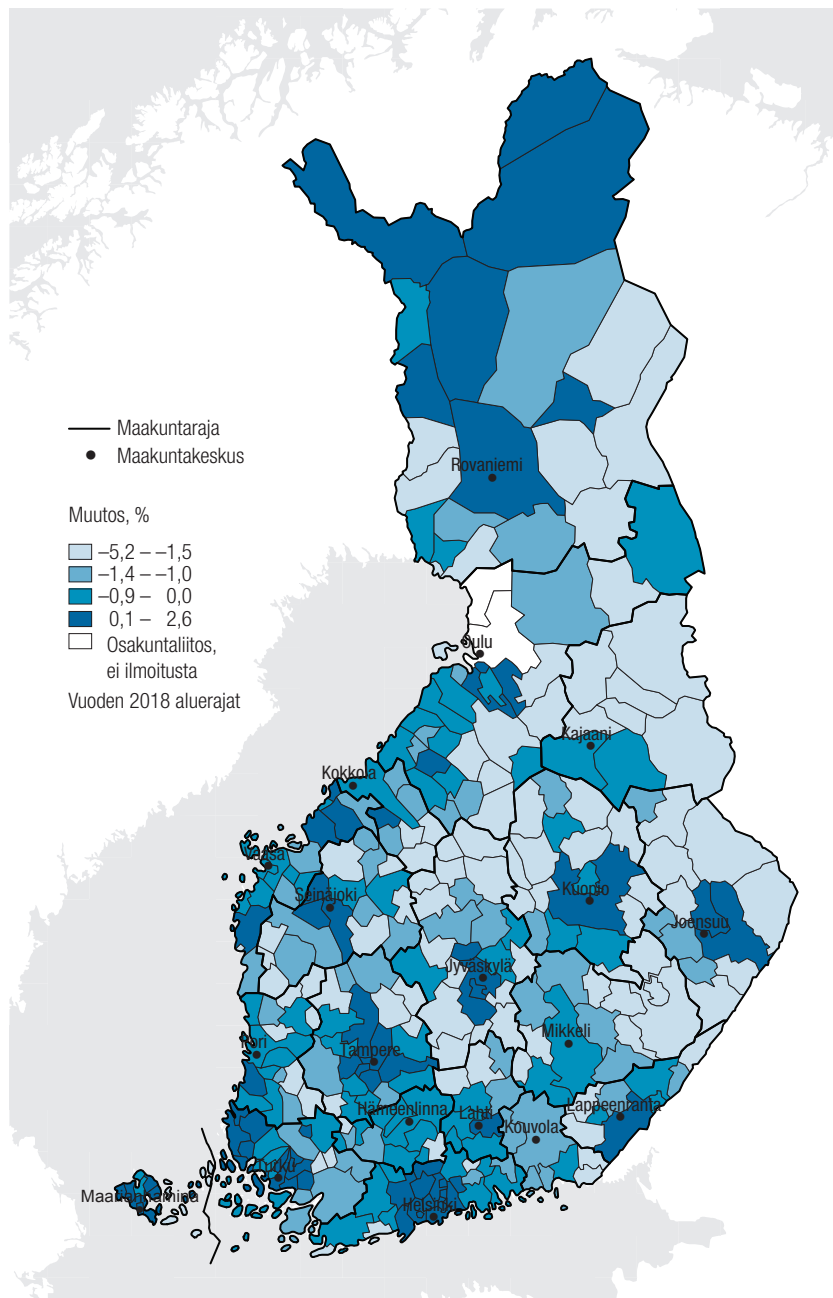 Rovaniemi
Maakuntaraja
Maakuntakeskus
Muutos, %
–5,2 – –1,5
–1,4 – –1,0
–0,9 – 0,0
0,1 – 2,6
Osakuntaliitos,
ei ilmoitusta
Vuoden 2018 aluerajat
Oulu
Kajaani
Kokkola
Vaasa
Seinäjoki
Kuopio
Joensuu
Jyväskylä
Mikkeli
Pori
Tampere
Hämeenlinna
Lahti
Lappeenranta
Kouvola
Turku
Maarianhamina
Helsinki